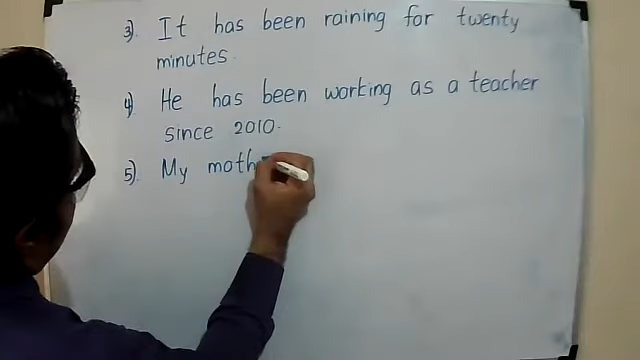 3). It has been raining for twenty
minutes.
4) He has been working as a teacher
since 2010.
5). My moth